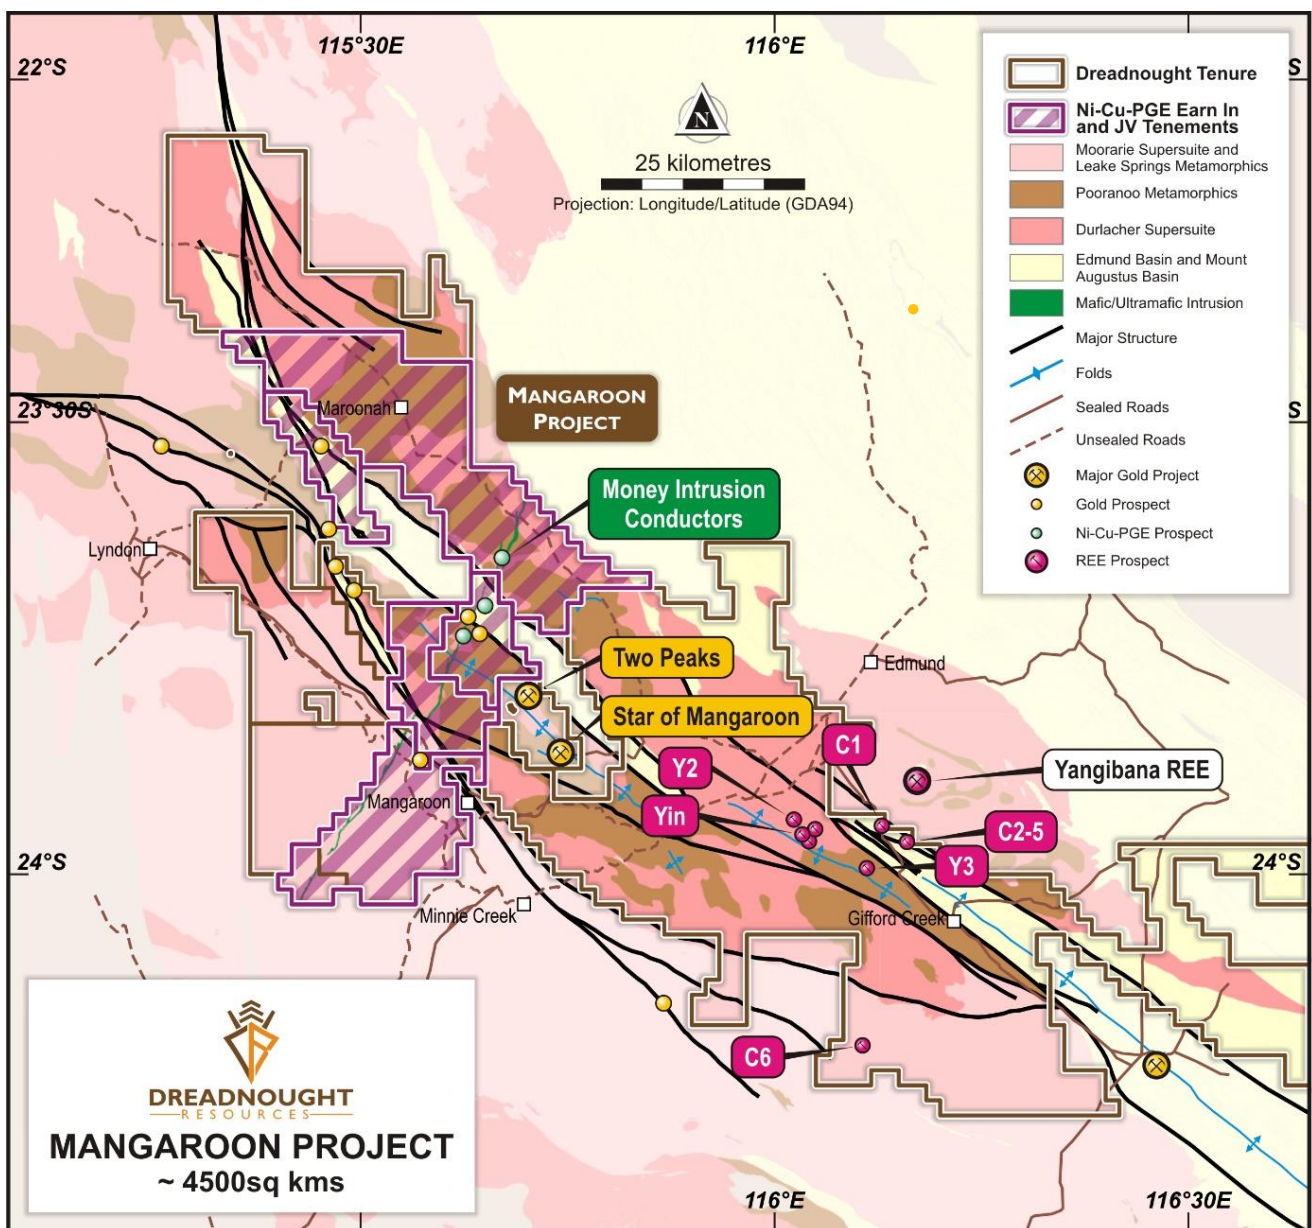 115°30E
116°E
22°S
S
N
25 kilometres
Projection: Longitude/Latitude (GDA94)
Dreadnought Tenure
Ni-Cu-PGE Earn In
and JV Tenements
Moorarie Supersuite and
Leake Springs Metamorphics
Pooranoo Metamorphics
Durlacher Supersuite
Edmund Basin and Mount
Augustus Basin
Mafic/Ultramafic Intrusion
Major Structure
Folds
Sealed Roads
Unsealed Roads
Major Gold Project
Gold Prospect
Ni-Cu-PGE Prospect
REE Prospect
23°30S
S
Maroonah
MANGAROON
PROJECT
Money Intrusion
Conductors
Lyndon
Two Peaks
Edmund
Star of Mangaroon
C1
Y2
Yangibana REE
Mangaroon
Yin
C2-5
Y3
24°S
24°S
Minnie Creek
Gifford Creek
C6
DREADNOUGHT
RESOURCES
MANGAROON PROJECT
~ 4500sq kms
116°E
116°30E